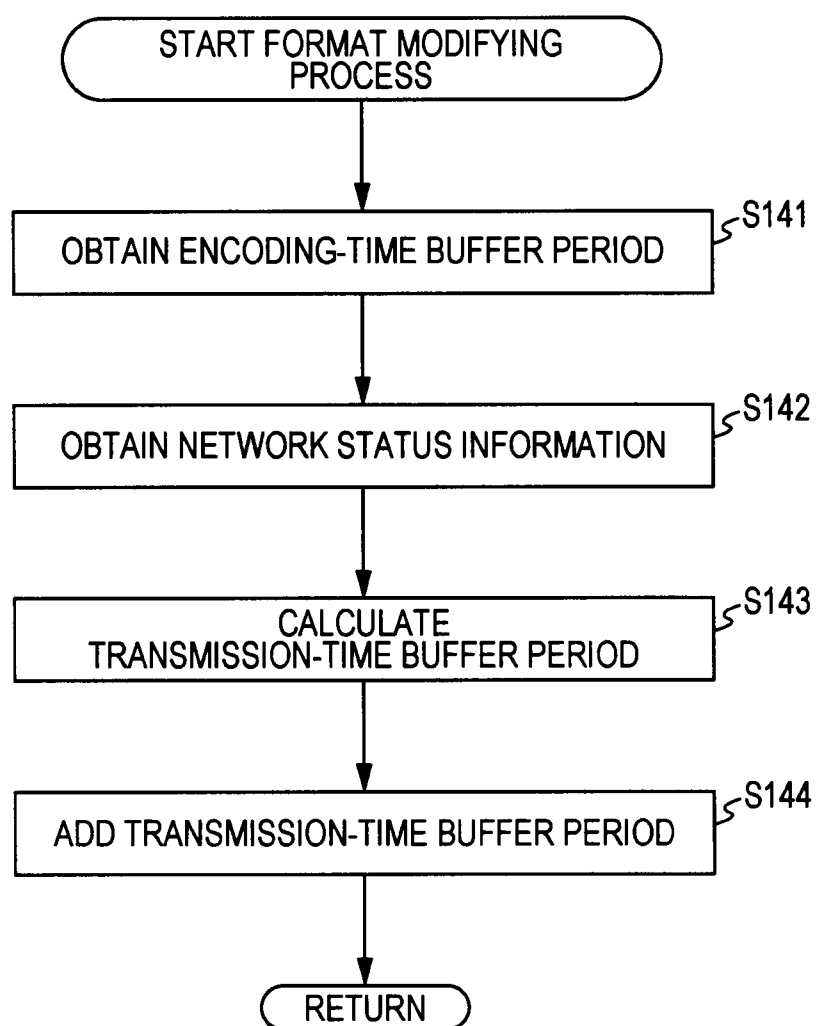 START FORMAT MODIFYING
PROCESS
S141
OBTAIN ENCODING-TIME BUFFER PERIOD
S142
OBTAIN NETWORK STATUS INFORMATION
S143
CALCULATE
TRANSMISSION-TIME BUFFER PERIOD
S144
ADD TRANSMISSION-TIME BUFFER PERIOD
RETURN